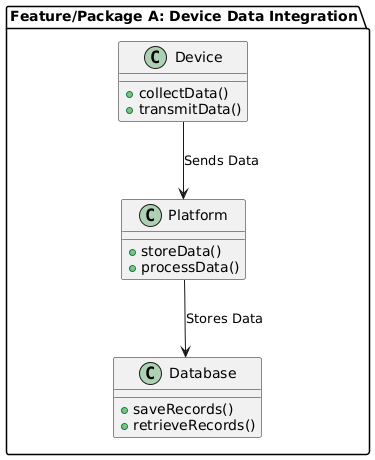 Feature/Package A: Device Data Integration
C Device
collectData()
transmitData()
Sends Data
C Platform
storeData()
processData()
Stores Data
C Database
saveRecords()
retrieveRecords()